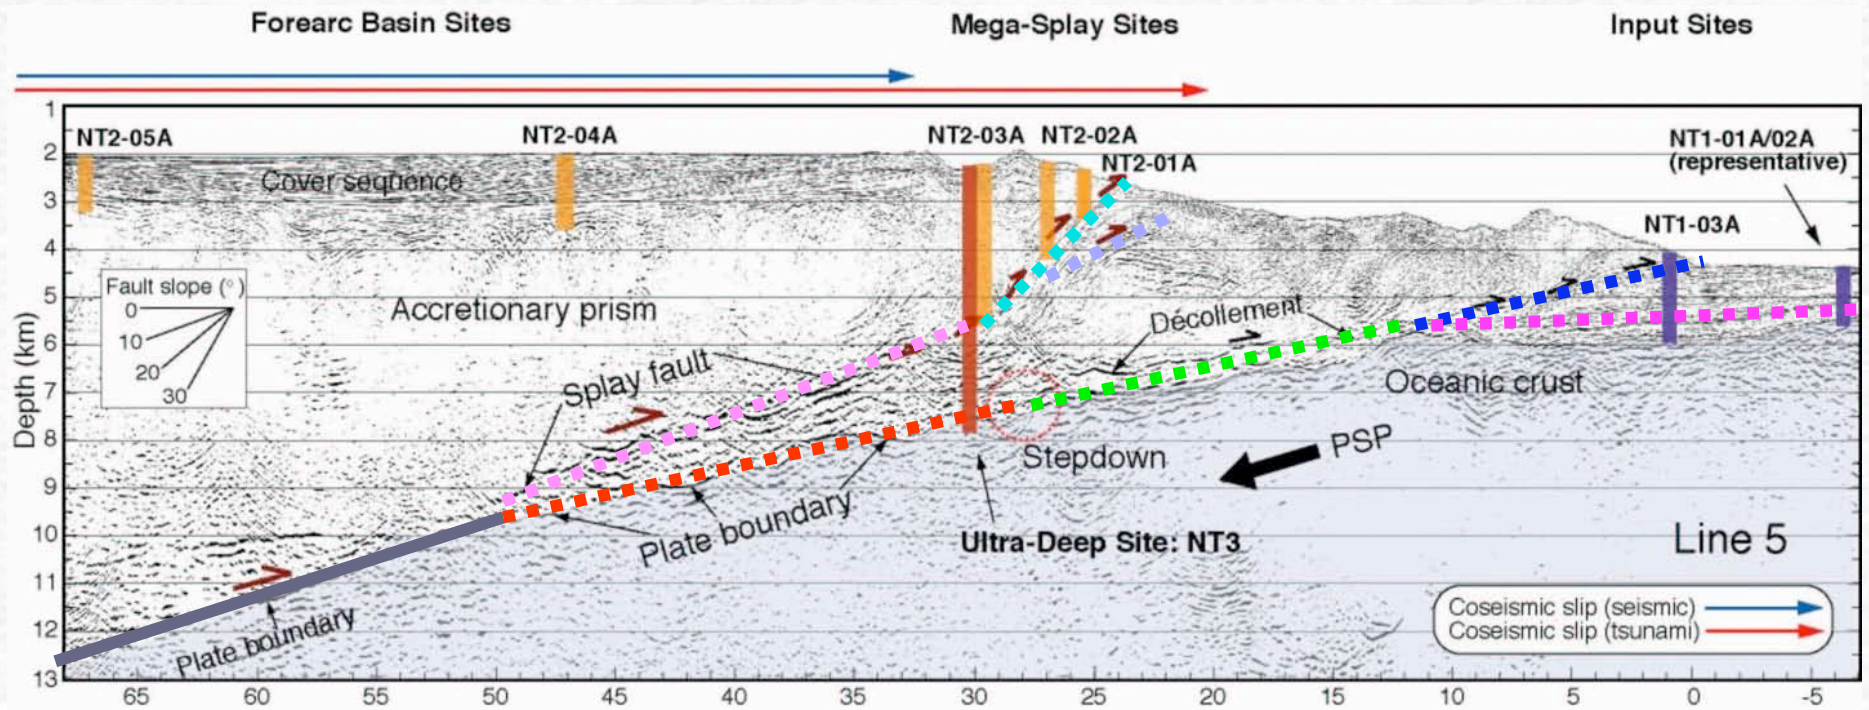 Forearc Basin Sites
Mega-Splay Sites
Input Sites
NT2-05A
NT2-04A
NT2-03A
NT2-02A
NT2-01A
NT1-01A/02A
(representative)
NT1-03A
Cover sequence
Accretionary prism
Fault slope (°)
0
10
20
30
Splay fault
Décollement
Oceanic crust
Stepdown
PSP
Plate boundary
Ultra-Deep Site: NT3
Line 5
Plate boundary
Coseismic slip (seismic)
Coseismic slip (tsunami)
Depth (km)
1
2
3
4
5
6
7
8
9
10
11
12
13
65 60 55 50 45 40 35 30 25 20 15 10 5 0 -5